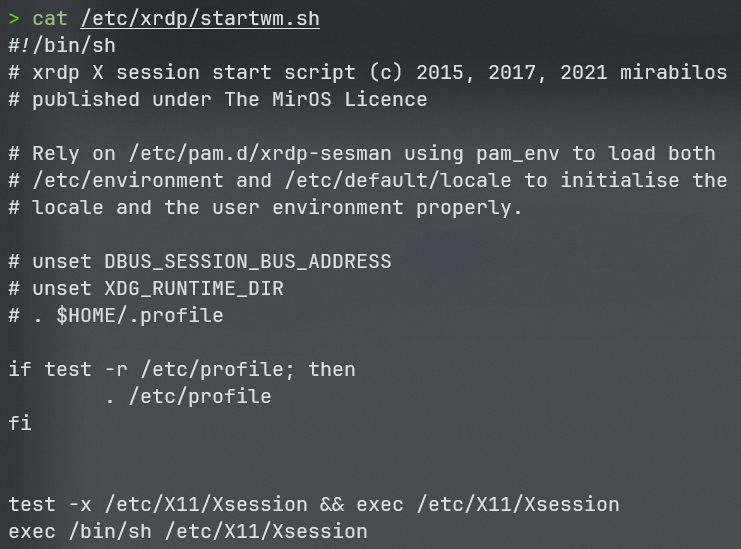 > cat /etc/xrdp/startwm.sh
#!/bin/sh
# xrdp X session start script (c) 2015, 2017, 2021 mirabilos
# published under The MirOS Licence

# Rely on /etc/pam.d/xrdp-sesman using pam_env to load both
# /etc/environment and /etc/default/locale to initialise the
# locale and the user environment properly.

# unset DBUS_SESSION_BUS_ADDRESS
# unset XDG_RUNTIME_DIR
# . $HOME/.profile

if test -r /etc/profile; then
        . /etc/profile
fi


test -x /etc/X11/Xsession && exec /etc/X11/Xsession
exec /bin/sh /etc/X11/Xsession